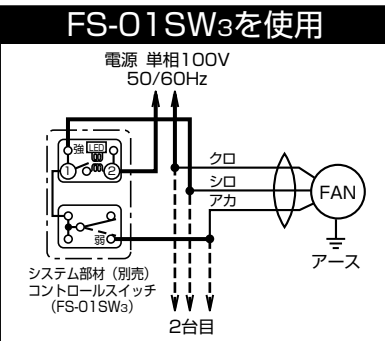 FS-01SW3を使用
電源 単相100V
50/60Hz
強 LED
① ②
弱
クロ
シロ
アカ
FAN
アース
システム部材（別売）
コントロールスイッチ
（FS-01SW3）
2台目